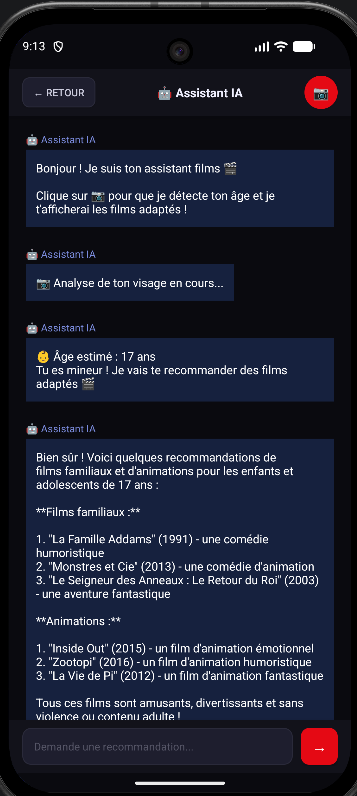 9:13
← RETOUR
🤖 Assistant IA
🤖 Assistant IA
Bonjour ! Je suis ton assistant films 🎬
Clique sur 📷 pour que je détecte ton âge et je
t'afficherai les films adaptés !
🤖 Assistant IA
📷 Analyse de ton visage en cours...
🤖 Assistant IA
👶 Âge estimé : 17 ans
Tu es mineur ! Je vais te recommander des films
adaptés 🎬
🤖 Assistant IA
Bien sûr ! Voici quelques recommandations de
films familiaux et d'animations pour les enfants et
adolescents de 17 ans :
**Films familiaux :**
1. "La Famille Addams" (1991) - une comédie
humoristique
2. "Monstres et Cie" (2013) - une comédie d'animation
3. "Le Seigneur des Anneaux : Le Retour du Roi" (2003)
- une aventure fantastique
**Animations :**
1. "Inside Out" (2015) - un film d'animation émotionnel
2. "Zootopi" (2016) - un film d'animation humoristique
3. "La Vie de Pi" (2012) - un film d'animation fantastique
Tous ces films sont amusants, divertissants et sans
violence ou contenu adulte !
Demande une recommandation...
→